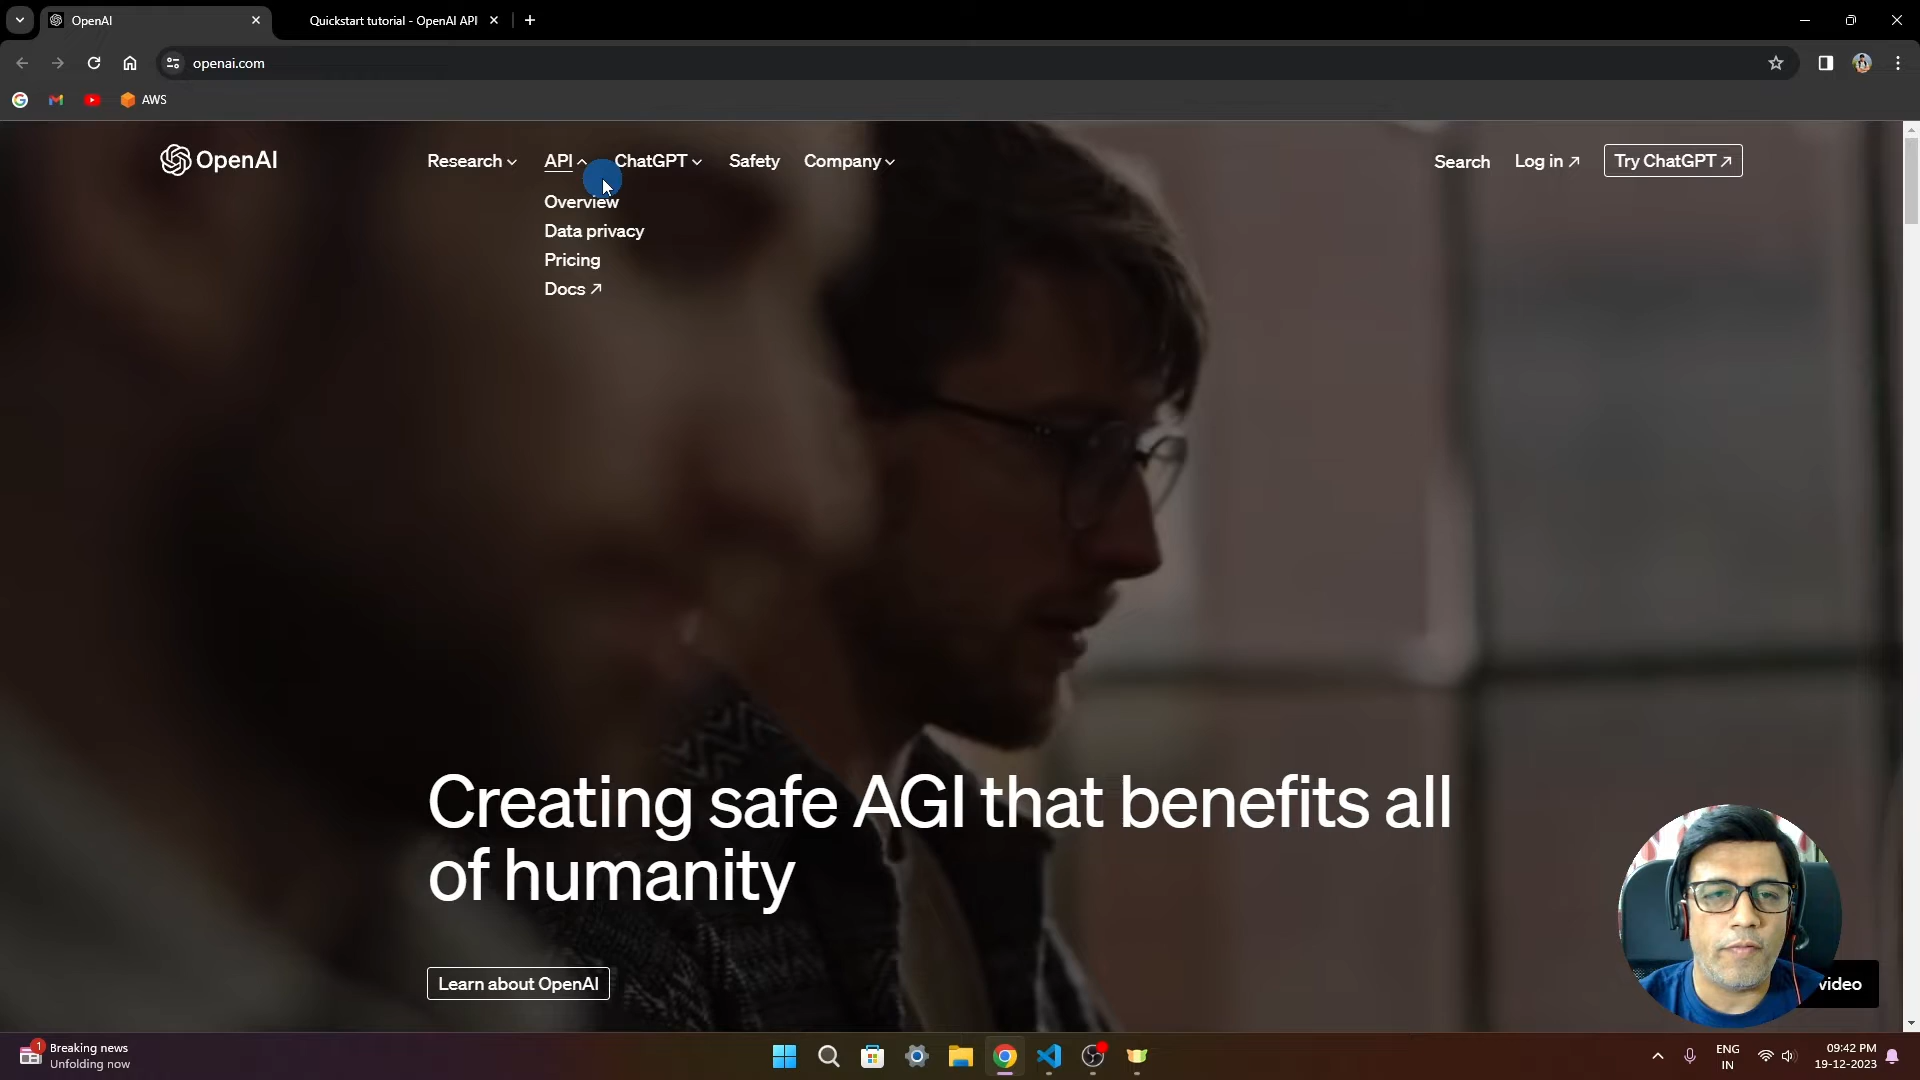 OpenAI
Quickstart tutorial - OpenAI API
openai.com
AWS
OpenAI
Research
API
ChatGPT
Safety
Company
Search
Log in ↗
Try ChatGPT ↗
Overview
Data privacy
Pricing
Docs ↗
Creating safe AGI that benefits all
of humanity
Learn about OpenAI
video
1
Breaking news
Unfolding now
ENG
IN
09:42 PM
19-12-2023